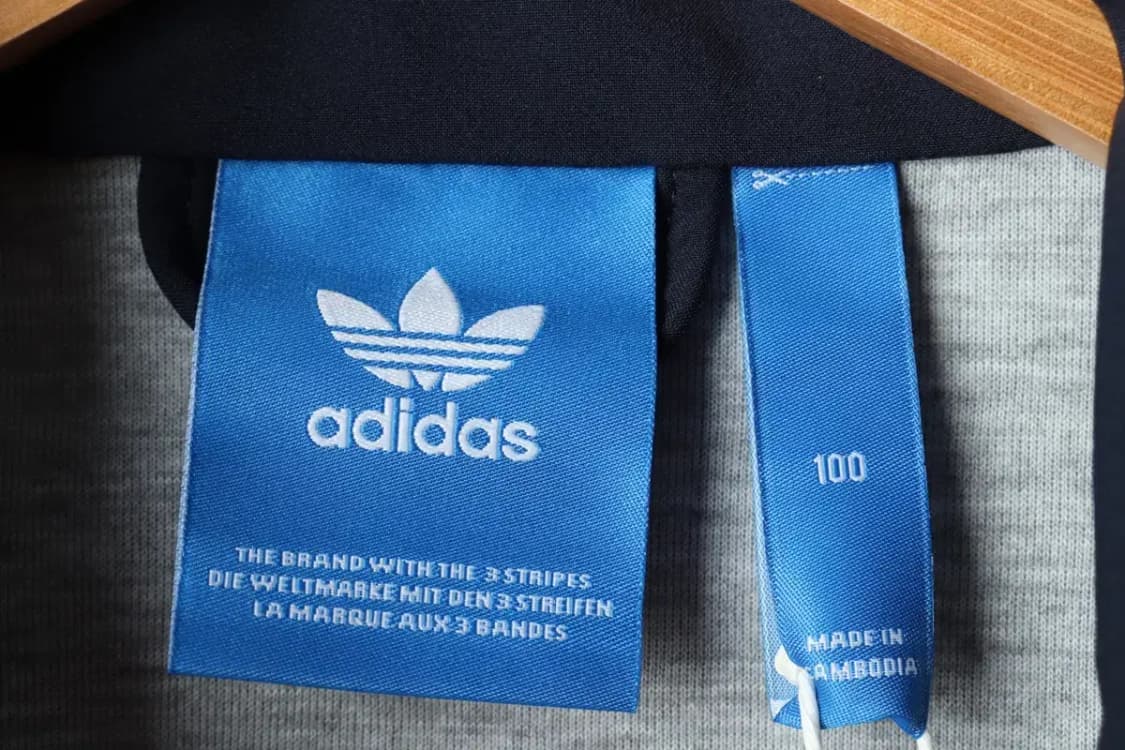 adidas
THE BRAND WITH THE 3 STRIPES
DIE WELTMARKE MIT DEN 3 STREIFEN
LA MARQUE AUX 3 BANDES
100
MADE IN
CAMBODIA